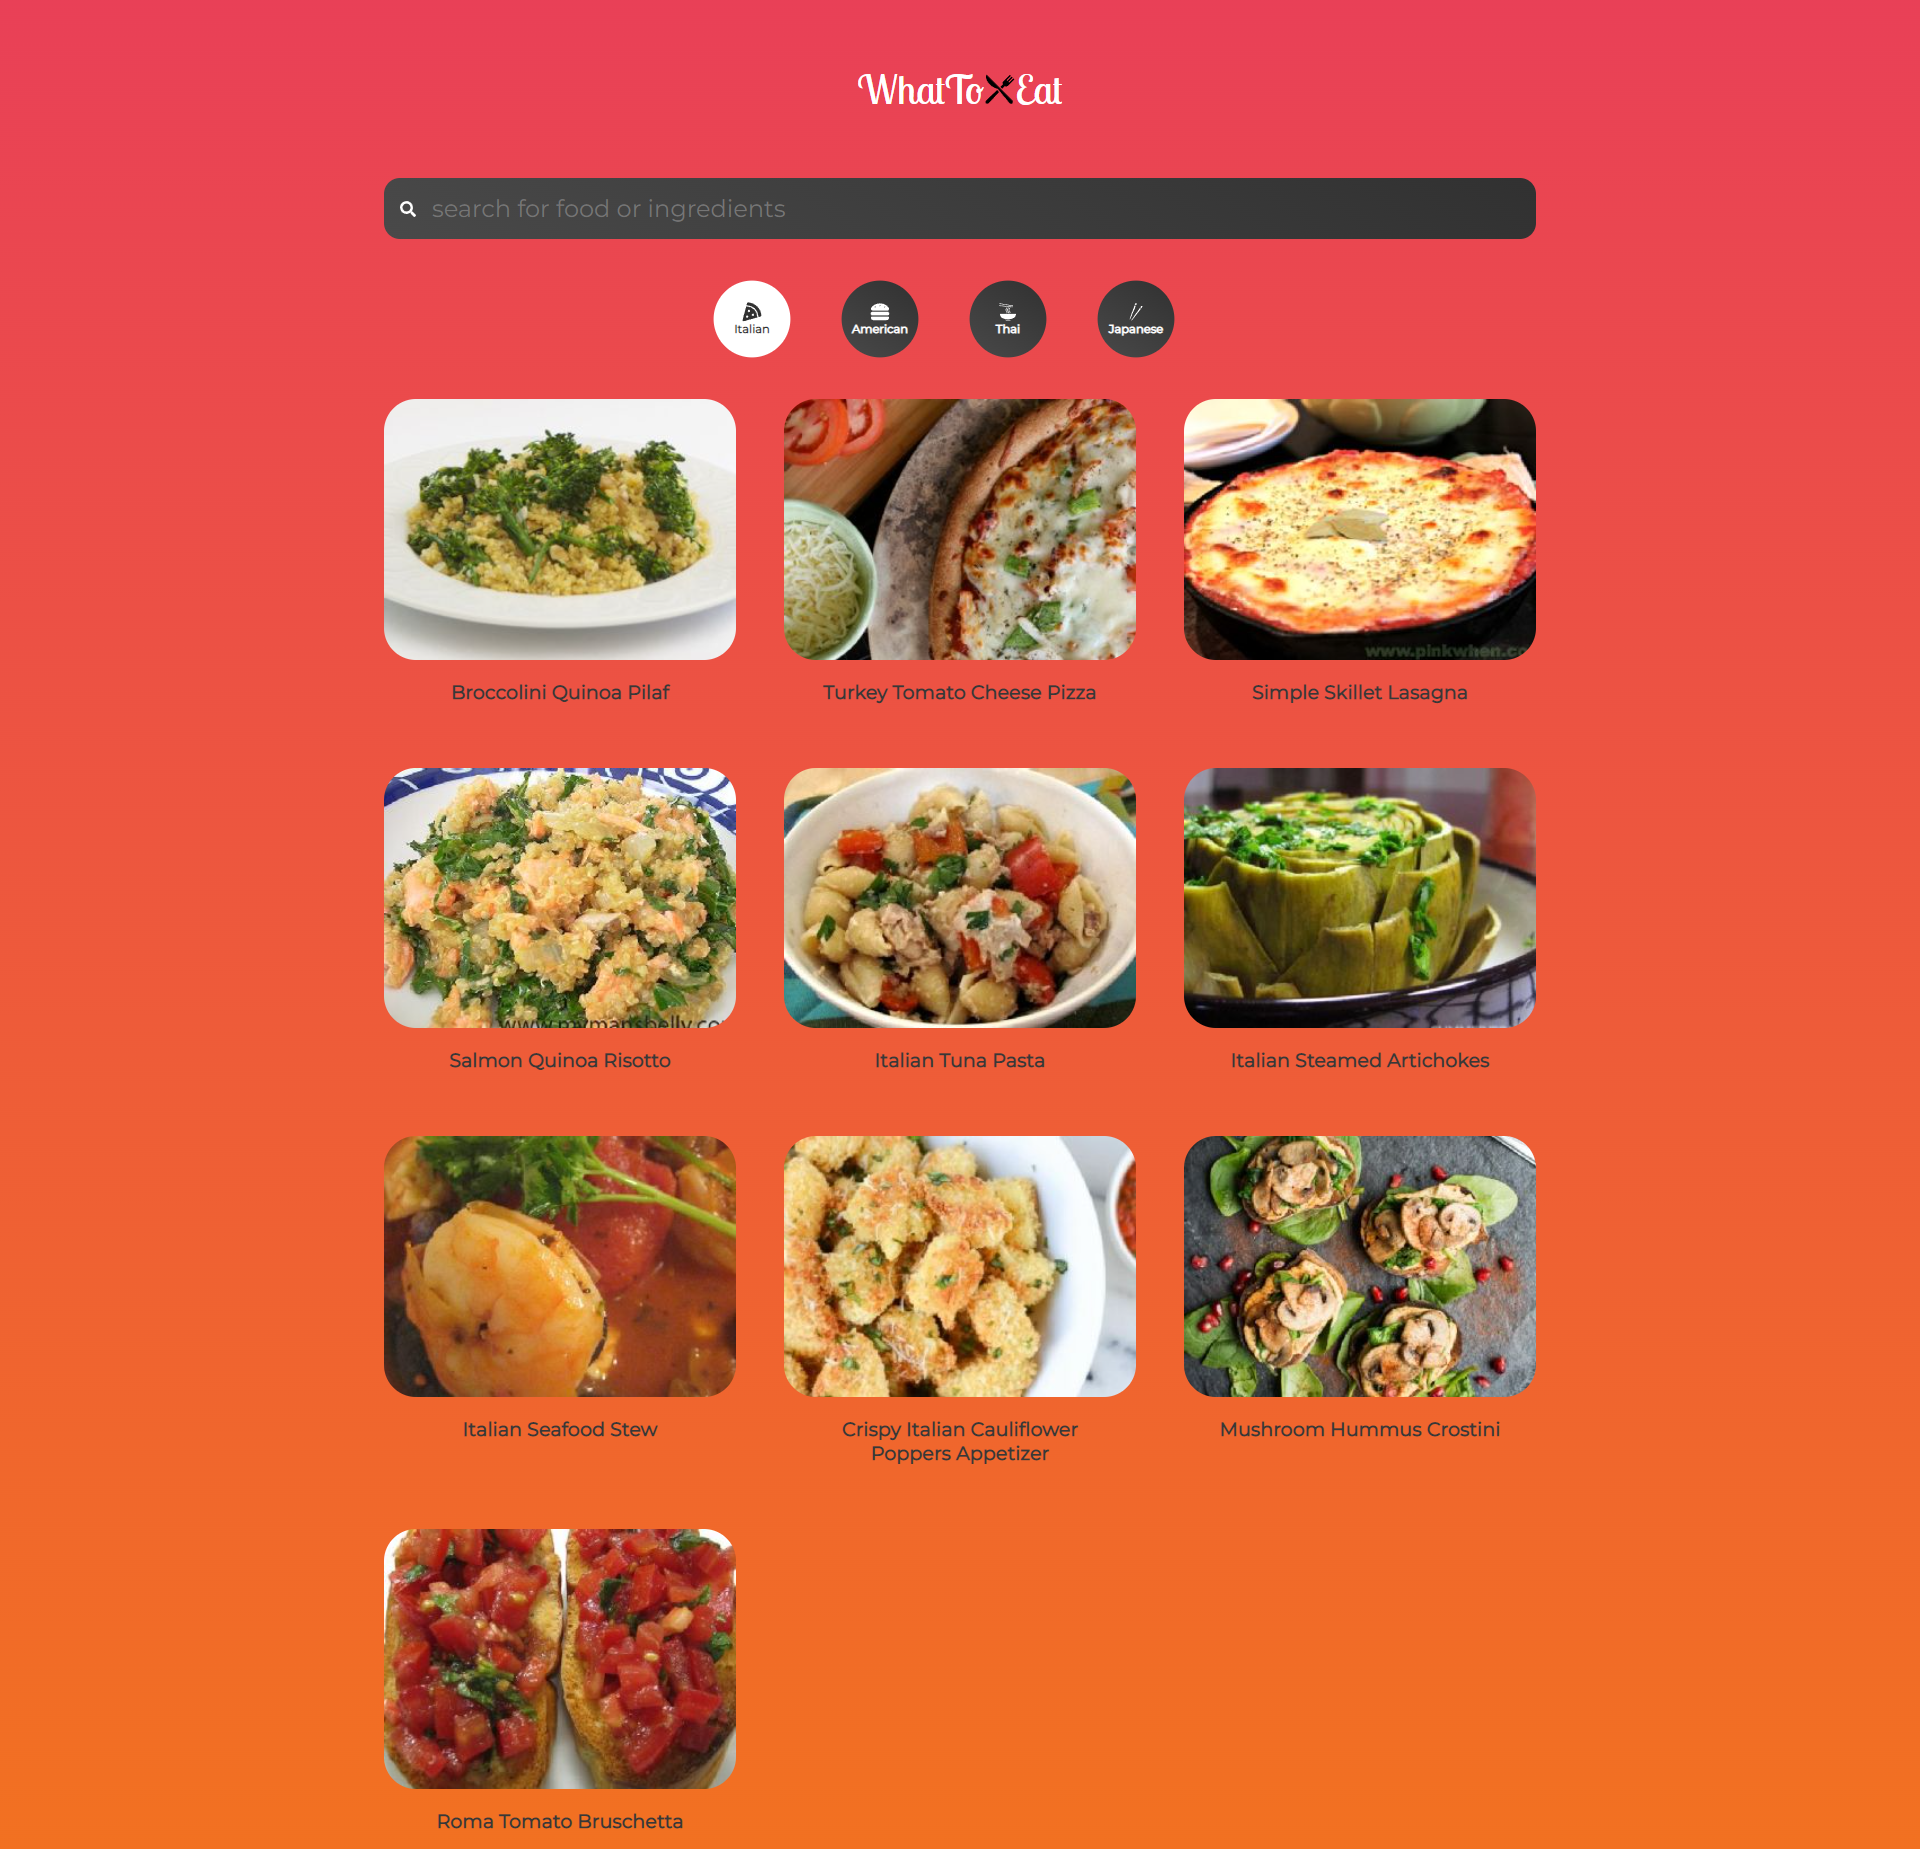 WhatToEat
search for food or ingredients
Italian
American
Thai
Japanese
www.pinkwhen.co
Broccolini Quinoa Pilaf
Turkey Tomato Cheese Pizza
Simple Skillet Lasagna
www.mymansbelly.co
Salmon Quinoa Risotto
Italian Tuna Pasta
Italian Steamed Artichokes
Italian Seafood Stew
Crispy Italian Cauliflower
Poppers Appetizer
Mushroom Hummus Crostini
Roma Tomato Bruschetta